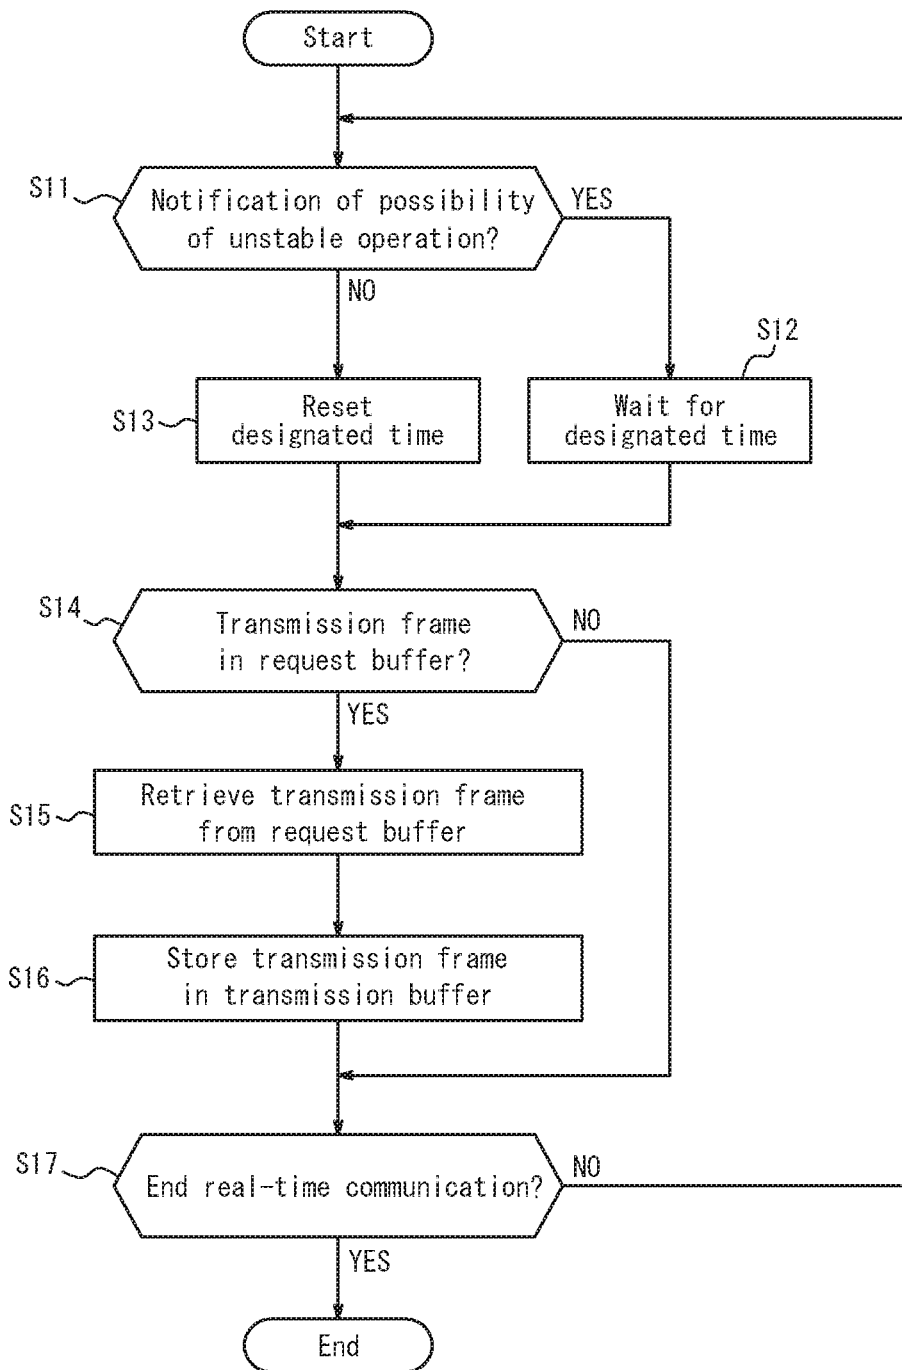 Start
S11
Notification of possibility
of unstable operation?
YES
NO
S12
S13
Reset
designated time
Wait for
designated time
S14
Transmission frame
in request buffer?
NO
YES
S15
Retrieve transmission frame
from request buffer
S16
Store transmission frame
in transmission buffer
S17
End real-time communication?
NO
YES
End